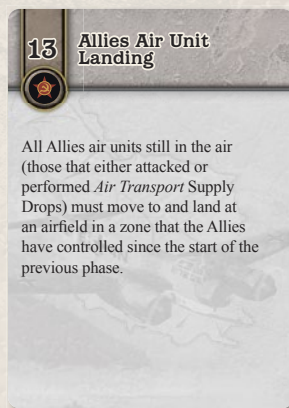 13
Allies Air Unit
Landing
All Allies air units still in the air
(those that either attacked or
performed Air Transport Supply
Drops) must move to and land at
an airfield in a zone that the Allies
have controlled since the start of the
previous phase.